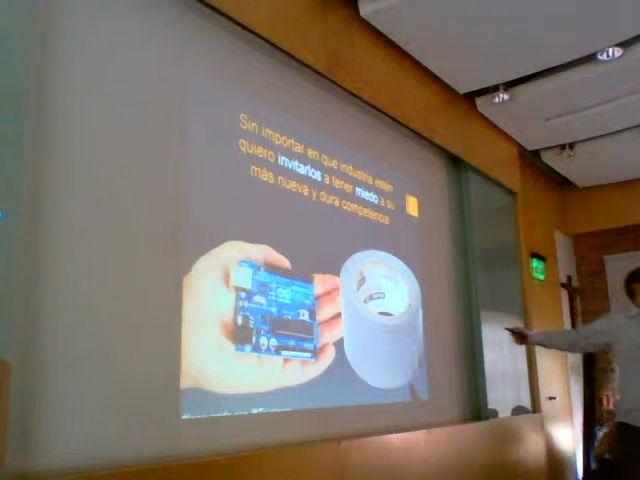 Sin importar en que industria estén
quiero invitarlos a tener miedo a su
más nueva y dura competencia